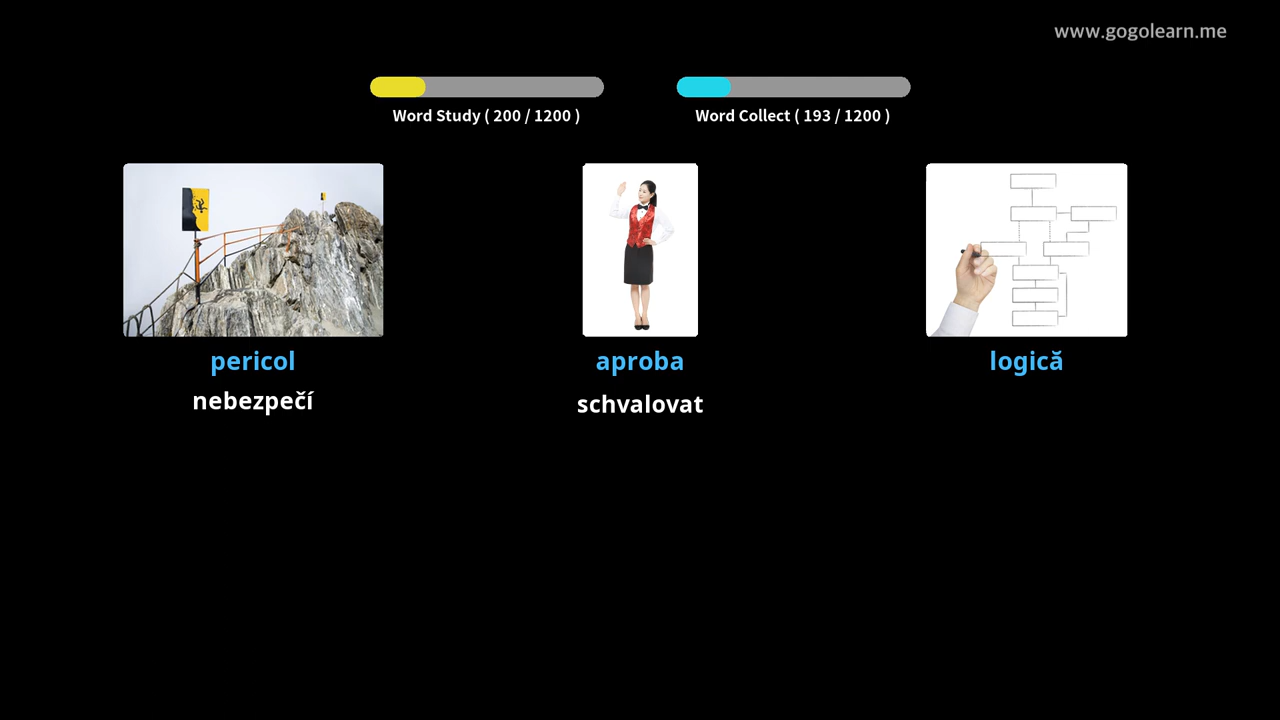 www.gogolearn.me
Word Study ( 200 / 1200 )
Word Collect ( 193 / 1200 )
pericol
aproba
logică
nebezpečí
schvalovat